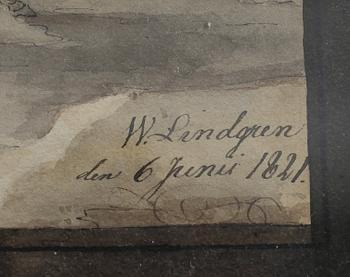 W. Lindgren
den 6 Junii 1821.